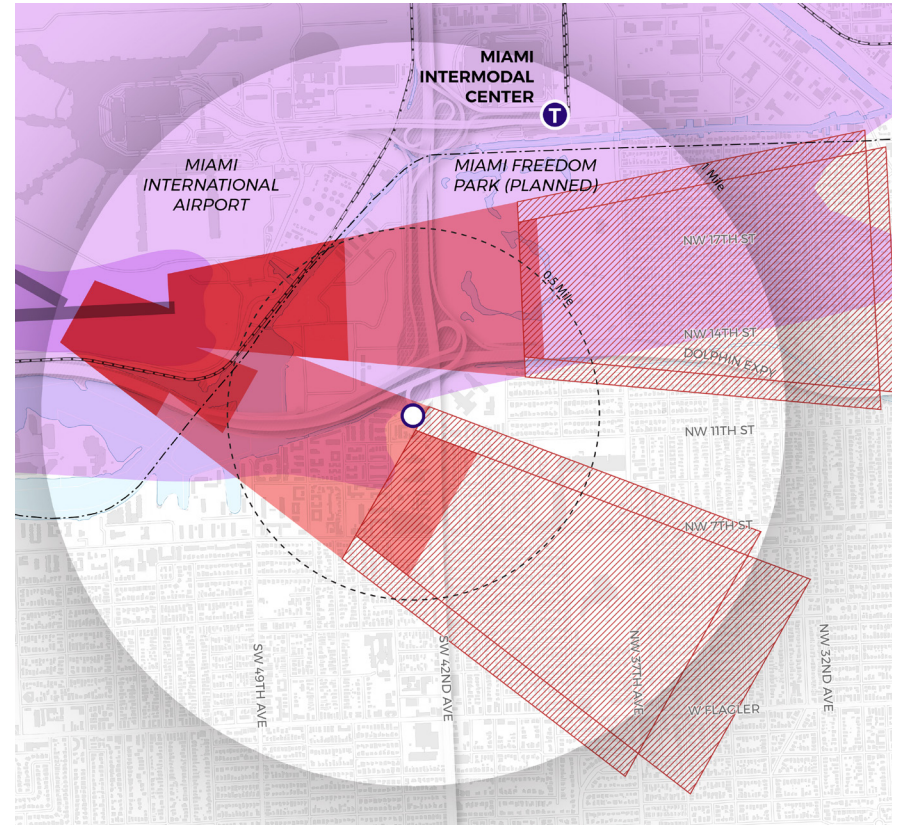 MIAMI
INTERMODAL
CENTER
T
MIAMI
INTERNATIONAL
AIRPORT
MIAMI FREEDOM
PARK (PLANNED)
1 Mile
NW 17TH ST
0.5 Mile
NW 14TH ST
DOLPHIN EXPY
NW 11TH ST
NW 7TH ST
SW 49TH AVE
SW 42ND AVE
NW 37TH AVE
NW 32ND AVE
W FLAGLER